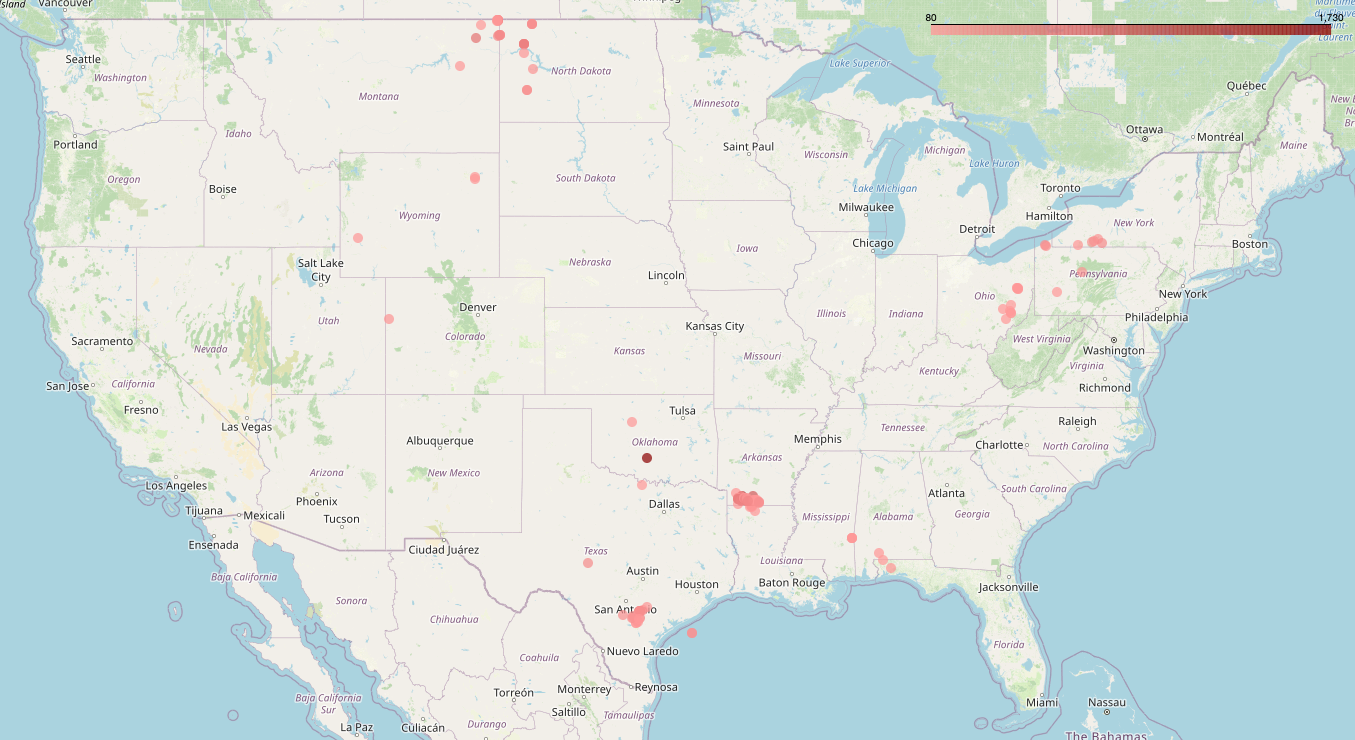 Island
Vancouver
Winnipeg
80
1,730
Seattle
Washington
Montana
North Dakota
Minnesota
Lake Superior
Québec
Ottawa
Montréal
Maine
Portland
Idaho
Saint Paul
Wisconsin
Michigan
Lake Huron
Oregon
Boise
South Dakota
Lake Michigan
Toronto
Wyoming
Milwaukee
Hamilton
New York
Detroit
Chicago
Boston
Iowa
Salt Lake
City
Nebraska
Lincoln
Pennsylvania
Ohio
New York
Denver
Utah
Colorado
Illinois
Indiana
Philadelphia
Kansas City
Sacramento
Nevada
Kansas
Missouri
West Virginia
Washington
Kentucky
Virginia
San Jose
California
Richmond
Fresno
Las Vegas
Tulsa
Raleigh
Tennessee
Albuquerque
Oklahoma
Memphis
Charlotte
North Carolina
Arkansas
Arizona
New Mexico
Los Angeles
South Carolina
Atlanta
Phoenix
Dallas
Tijuana
Mexicali
Tucson
Mississippi
Alabama
Georgia
Ensenada
Ciudad Juárez
Texas
Louisiana
Austin
Houston
Baton Rouge
Jacksonville
Baja California
Sonora
San Antonio
Chihuahua
Florida
Nuevo Laredo
Coahuila
Reynosa
Torreón
Monterrey
Baja California
Sur
Saltillo
Tamaulipas
Miami
Nassau
La Paz
Culiacán
Durango
The Bahamas